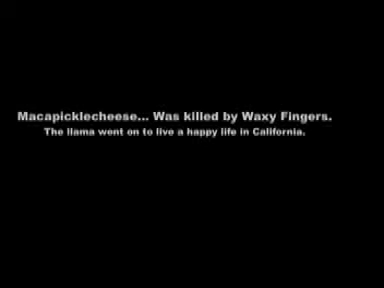 Macapicklecheese... Was killed by Waxy Fingers.
The llama went on to live a happy life in California.